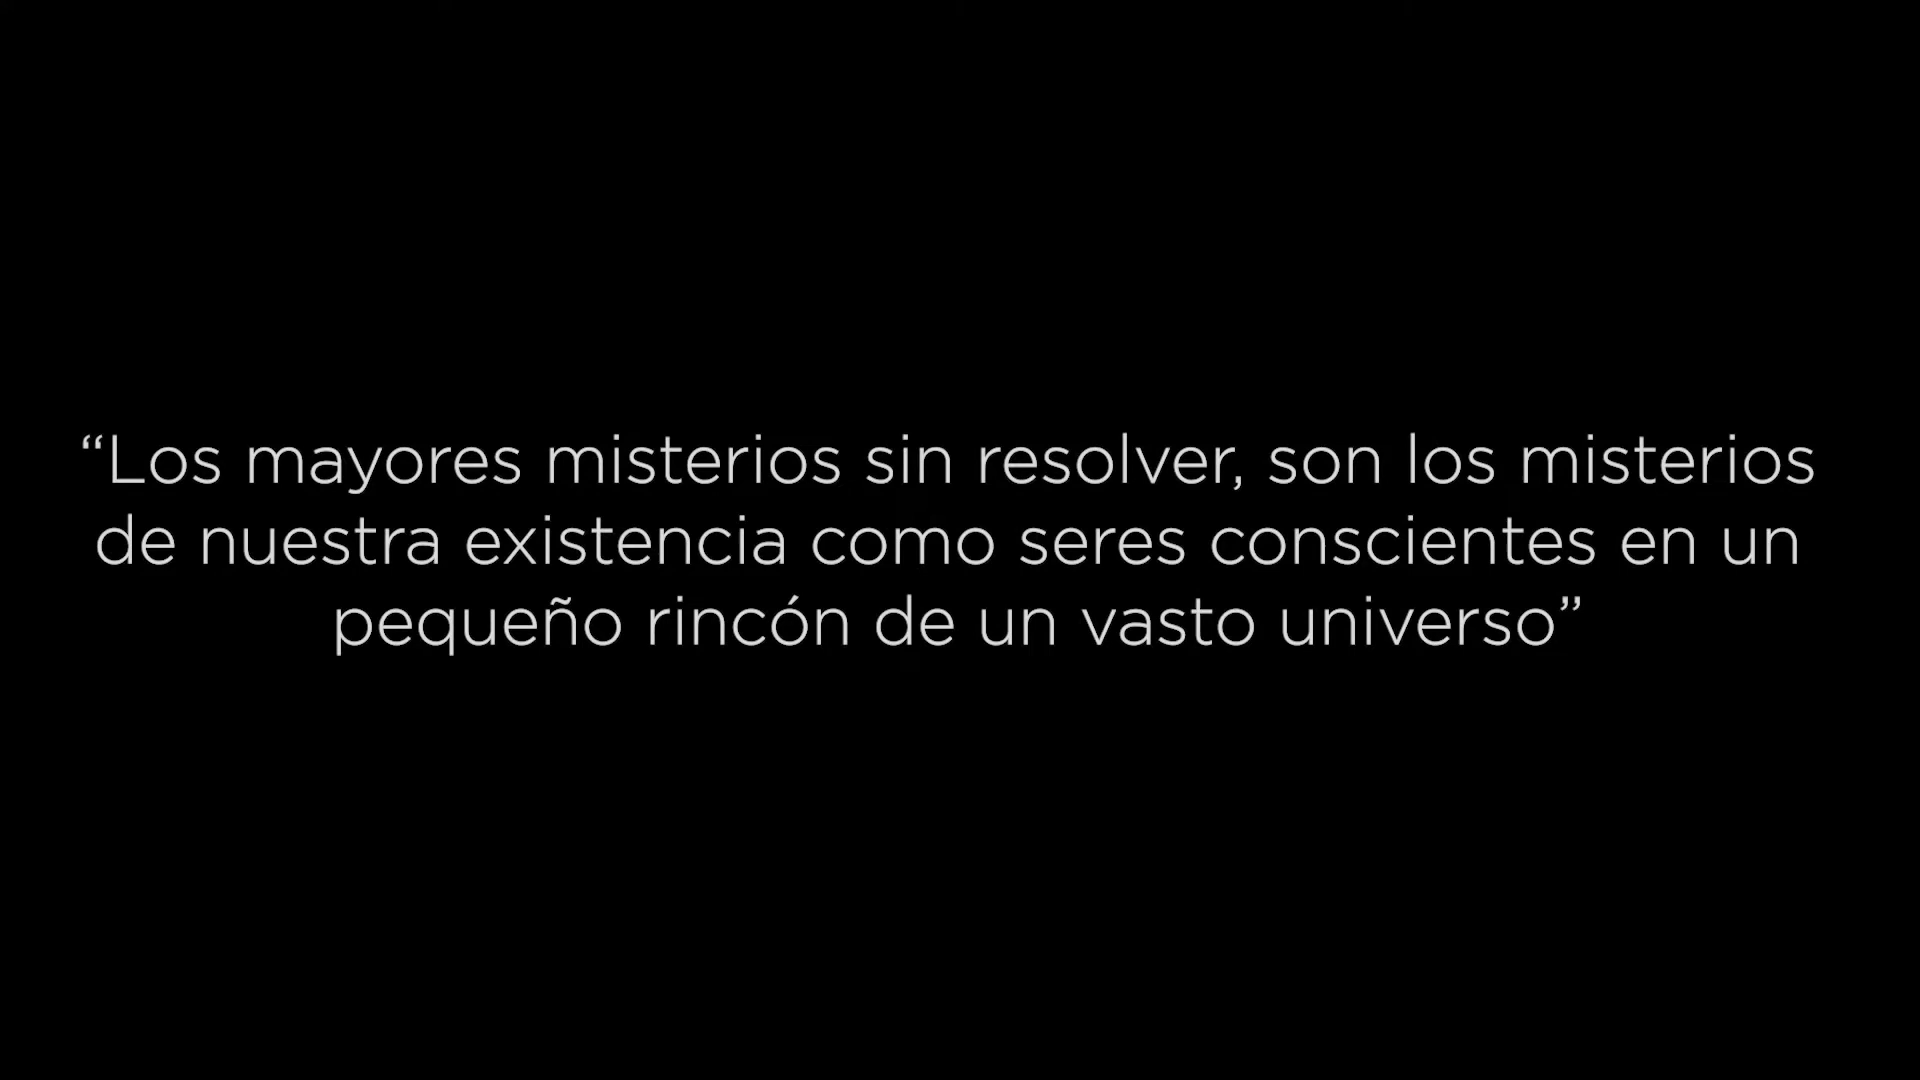 “Los mayores misterios sin resolver, son los misterios
de nuestra existencia como seres conscientes en un
pequeño rincón de un vasto universo”